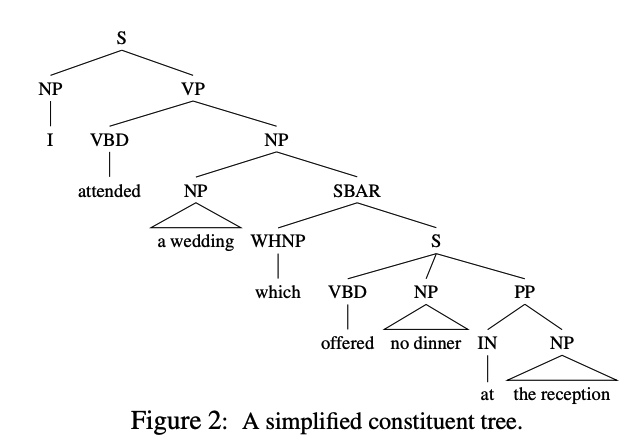 S
NP VP
I VBD NP
attended NP SBAR
a wedding WHNP S
which VBD NP PP
offered no dinner IN NP
at the reception
Figure 2: A simplified constituent tree.